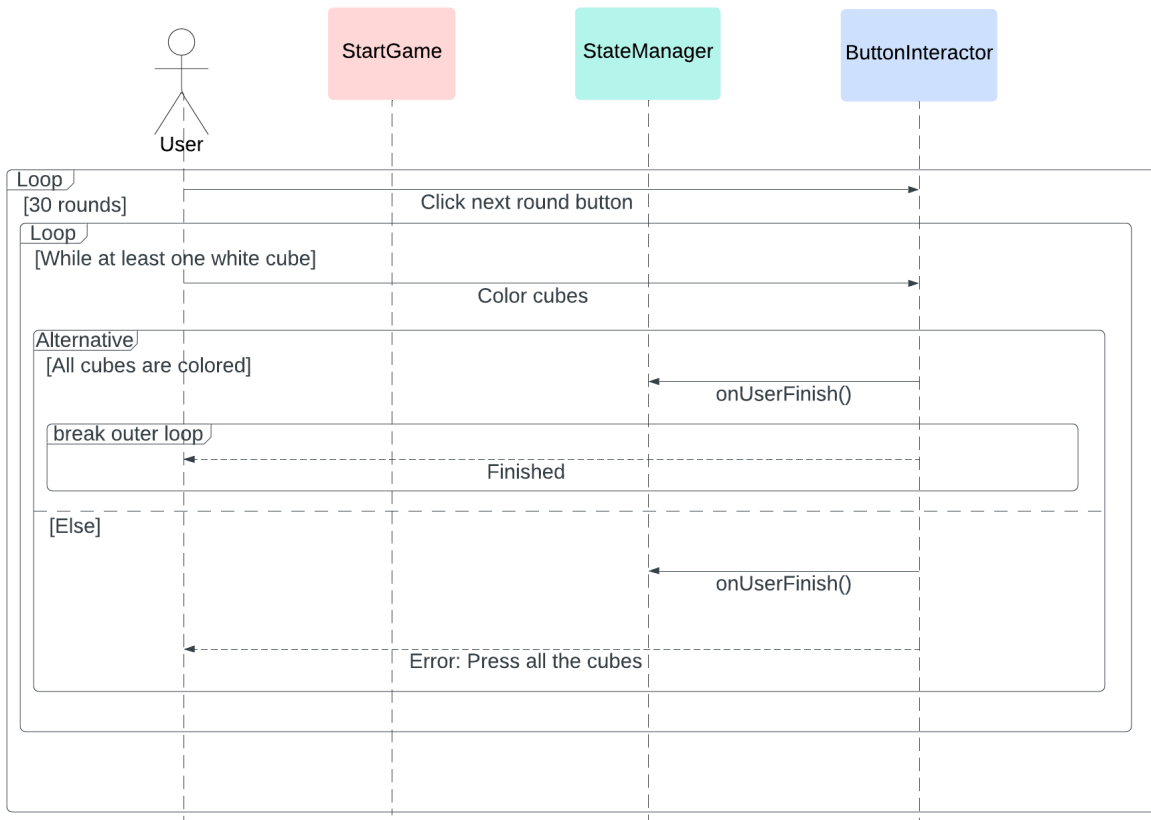 StartGame
StateManager
ButtonInteractor
User
Loop
[30 rounds]
Click next round button
Loop
[While at least one white cube]
Color cubes
Alternative
[All cubes are colored]
onUserFinish()
break outer loop
Finished
[Else]
onUserFinish()
Error: Press all the cubes